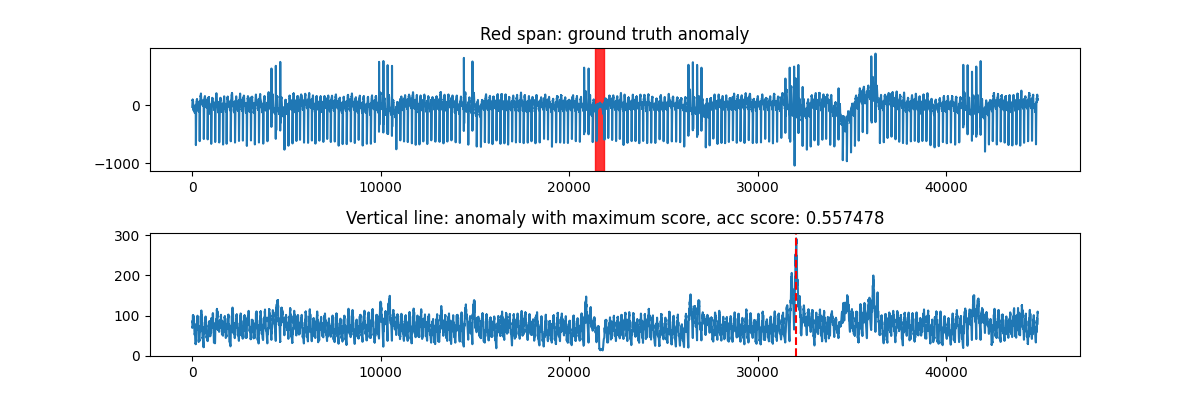 Red span: ground truth anomaly
0
−1000
0 10000 20000 30000 40000
Vertical line: anomaly with maximum score, acc score: 0.557478
300
200
100
0
0 10000 20000 30000 40000